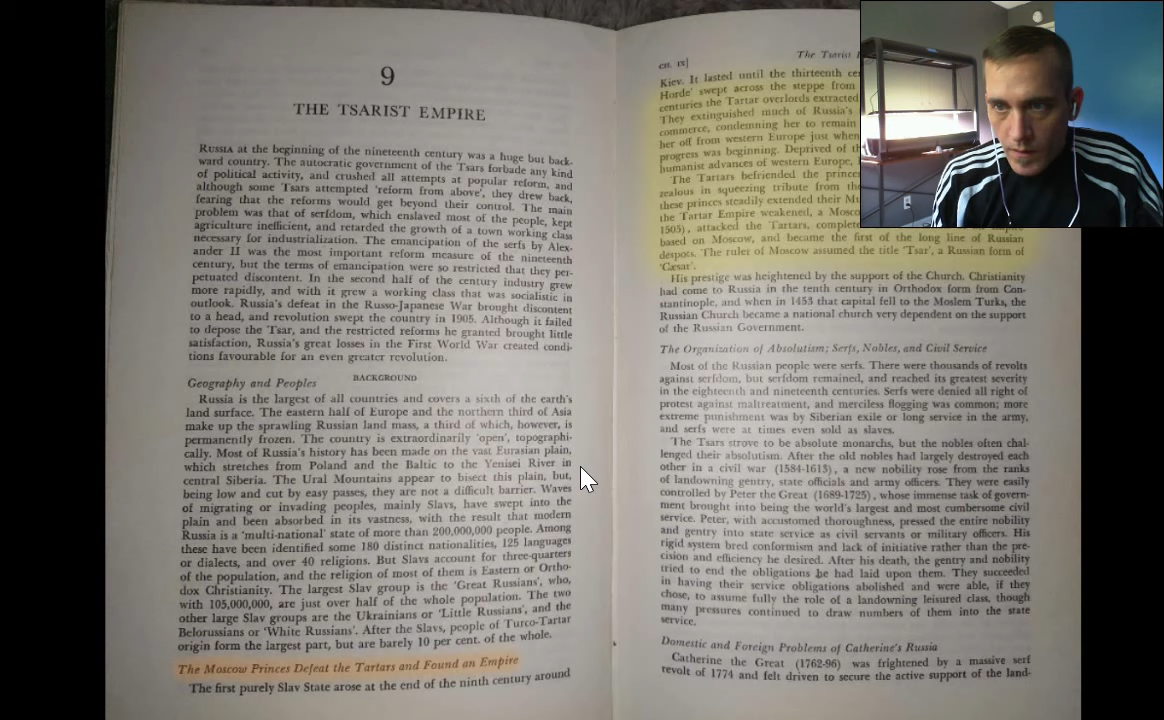 9
THE TSARIST EMPIRE
RUSSIA at the beginning of the nineteenth century was a huge but back-
ward country. The autocratic government of the Tsars forbade any kind
of political activity, and crushed all attempts at popular reform, and
although some Tsars attempted 'reform from above', they drew back,
fearing that the reforms would get beyond their control. The main
problem was that of serfdom, which enslaved most of the people, kept
agriculture inefficient, and retarded the growth of a town working class
necessary for industrialization. The emancipation of the serfs by Alex-
ander II was the most important reform measure of the nineteenth
century, but the terms of emancipation were so restricted that they per-
petuated discontent. In the second half of the century industry grew
more rapidly, and with it grew a working class that was socialistic in
outlook. Russia's defeat in the Russo-Japanese War brought discontent
to a head, and revolution swept the country in 1905. Although it failed
to depose the Tsar, and the restricted reforms he granted brought little
satisfaction, Russia's great losses in the First World War created condi-
tions favourable for an even greater revolution.
BACKGROUND
Geography and Peoples
Russia is the largest of all countries and covers a sixth of the earth's
land surface. The eastern half of Europe and the northern third of Asia
make up the sprawling Russian land mass, a third of which, however, is
permanently frozen. The country is extraordinarily 'open', topographi-
cally. Most of Russia's history has been made on the vast Eurasian plain,
which stretches from Poland and the Baltic to the Yenisei River in
central Siberia. The Ural Mountains appear to bisect this plain, but,
being low and cut by easy passes, they are not a difficult barrier. Waves
of migrating or invading peoples, mainly Slavs, have swept into the
plain and been absorbed in its vastness, with the result that modern
Russia is a 'multi-national' state of more than 200,000,000 people. Among
these have been identified some 180 distinct nationalities, 125 languages
or dialects, and over 40 religions. But Slavs account for three-quarters
of the population, and the religion of most of them is Eastern or Ortho-
dox Christianity. The largest Slav group is the 'Great Russians', who,
with 105,000,000, are just over half of the whole population. The two
other large Slav groups are the Ukrainians or 'Little Russians', and the
Belorussians or 'White Russians'. After the Slavs, people of Turco-Tartar
origin form the largest part, but are barely 10 per cent. of the whole.
The Moscow Princes Defeat the Tartars and Found an Empire
The first purely Slav State arose at the end of the ninth century around
CH. IX]
The Tsarist
Kiev. It lasted until the thirteenth
Horde' swept across the steppe from
centuries the Tartar overlords extracted
They extinguished much of Russia's
commerce, condemning her to remain
her off from western Europe just when
progress was beginning. Deprived of
humanist advances of western Europe,
The Tartars befriended the
zealous in squeezing tribute from
these princes steadily extended their
the Tartar Empire weakened, a
1505), attacked the Tartars,
based on Moscow, and became the first of the long line of Russian
despots. The ruler of Moscow assumed the title 'Tsar', a Russian form of
'Cæsar'.
His prestige was heightened by the support of the Church. Christianity
had come to Russia in the tenth century in Orthodox form from Con-
stantinople, and when in 1453 that capital fell to the Moslem Turks, the
Russian Church became a national church very dependent on the support
of the Russian Government.
The Organization of Absolutism; Serfs, Nobles, and Civil Service
Most of the Russian people were serfs. There were thousands of revolts
against serfdom, but serfdom remained, and reached its greatest severity
in the eighteenth and nineteenth centuries. Serfs were denied all right of
protest against maltreatment, and merciless flogging was common; more
extreme punishment was by Siberian exile or long service in the army,
and serfs were at times even sold as slaves.
The Tsars strove to be absolute monarchs, but the nobles often chal-
lenged their absolutism. After the old nobles had largely destroyed each
other in a civil war (1584-1613), a new nobility rose from the ranks
of landowning gentry, state officials and army officers. They were easily
controlled by Peter the Great (1689-1725), whose immense task of govern-
ment brought into being the world's largest and most cumbersome civil
service. Peter, with accustomed thoroughness, pressed the entire nobility
and gentry into state service as civil servants or military officers. His
rigid system bred conformism and lack of initiative rather than the pre-
cision and efficiency he desired. After his death, the gentry and nobility
tried to end the obligations he had laid upon them. They succeeded
in having their service obligations abolished and were able, if they
chose, to assume fully the role of a landowning leisured class, though
many pressures continued to draw numbers of them into the state
service.
Domestic and Foreign Problems of Catherine's Russia
Catherine the Great (1762-96) was frightened by a massive serf
revolt of 1774 and felt driven to secure the active support of the land-